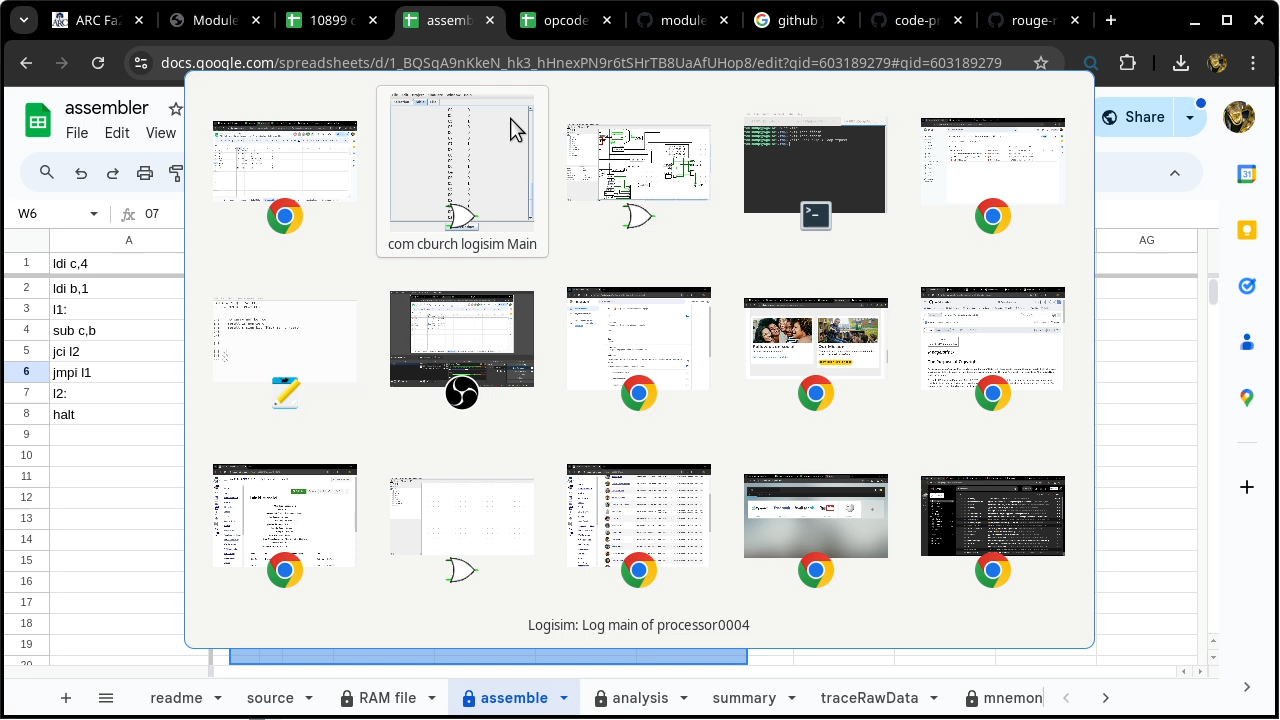 ARC Fa2
Module
10899 c
assemb
opcode
module
github
code-pr
rouge-r
docs.google.com/spreadsheets/d/1_BQSqA9nKkeN_hk3_hHnexPN9r6tSHrTB8UaAfUHop8/edit?gid=603189279#gid=603189279
assembler
File Edit View
Share
W6
07
A
AG
1 ldi c,4
2 ldi b,1
3 l1:
4 sub c,b
5 jci l2
6 jmpi l1
7 l2:
8 halt
9
10
11
12
13
14
15
16
17
18
19
20
com cburch logisim Main
Logisim: Log main of processor0004
readme
source
RAM file
assemble
analysis
summary
traceRawData
mnemon